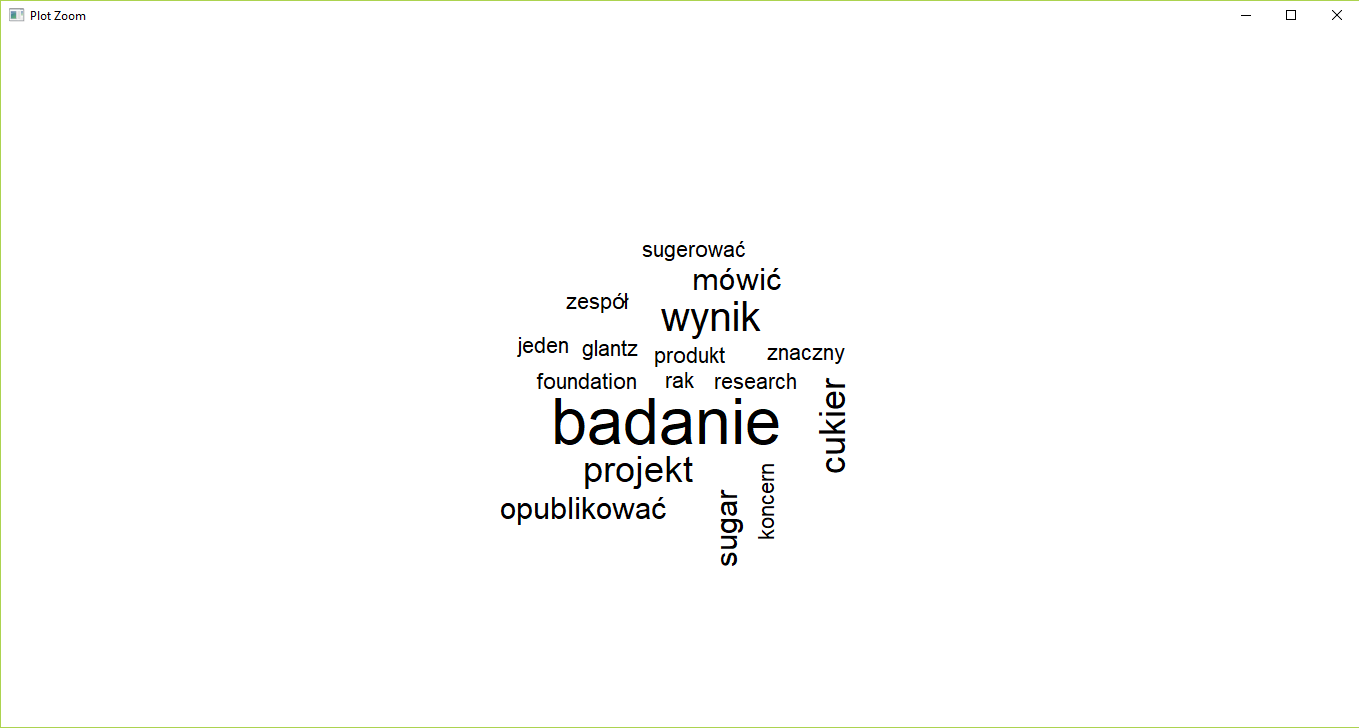 Plot Zoom
sugerować
mówić
zespół
wynik
jeden glantz produkt znaczny
foundation rak research
badanie
cukier
projekt
opublikować
sugar
koncern